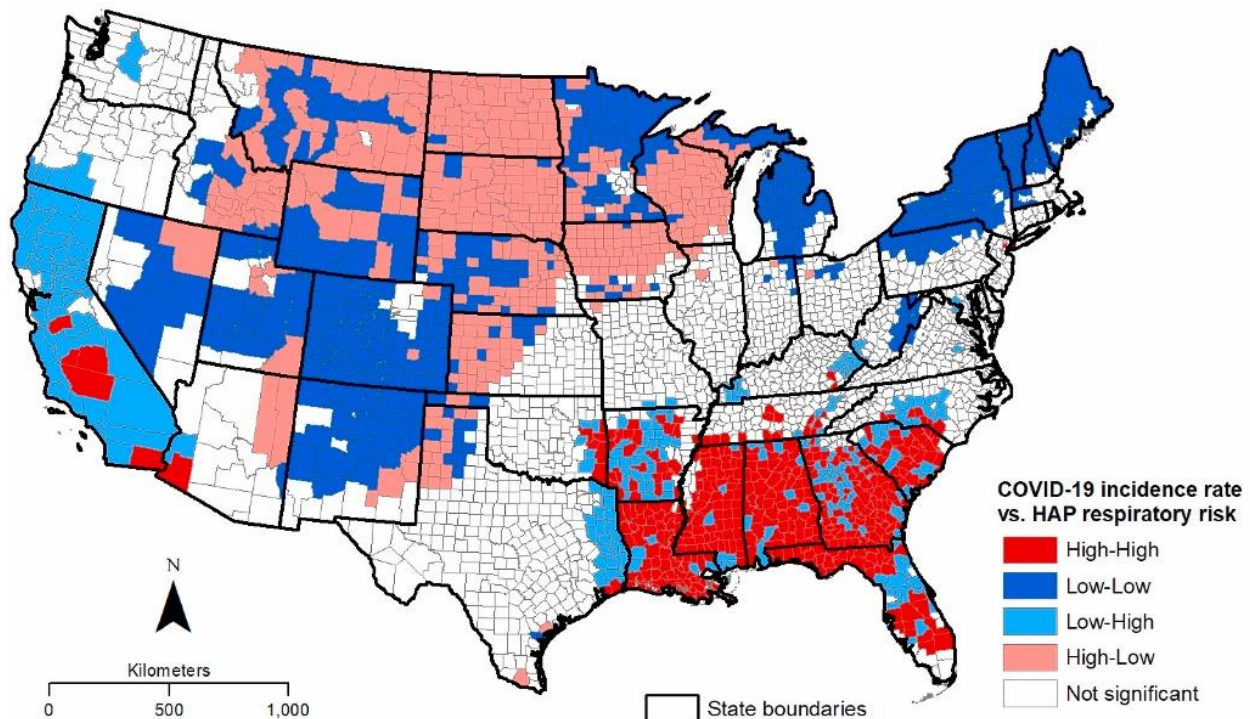 COVID-19 incidence rate
vs. HAP respiratory risk
High-High
Low-Low
Low-High
High-Low
Not significant
N
Kilometers
0 500 1,000
State boundaries